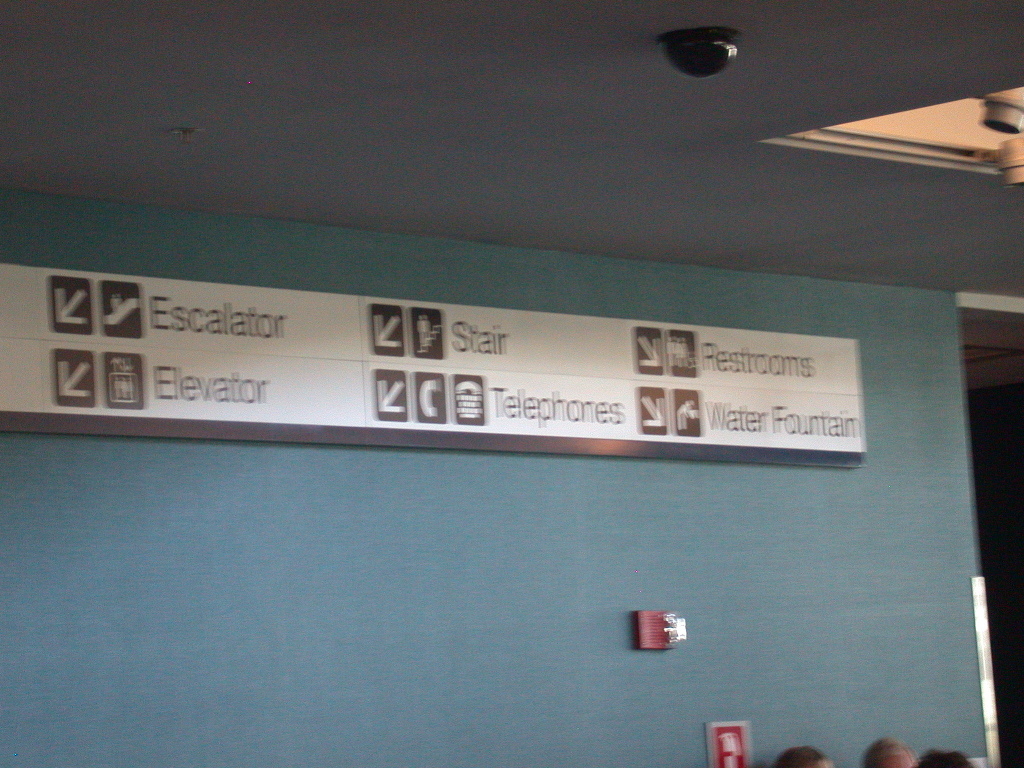 Escalator
Elevator
Stair
Telephones
Restrooms
Water Fountain